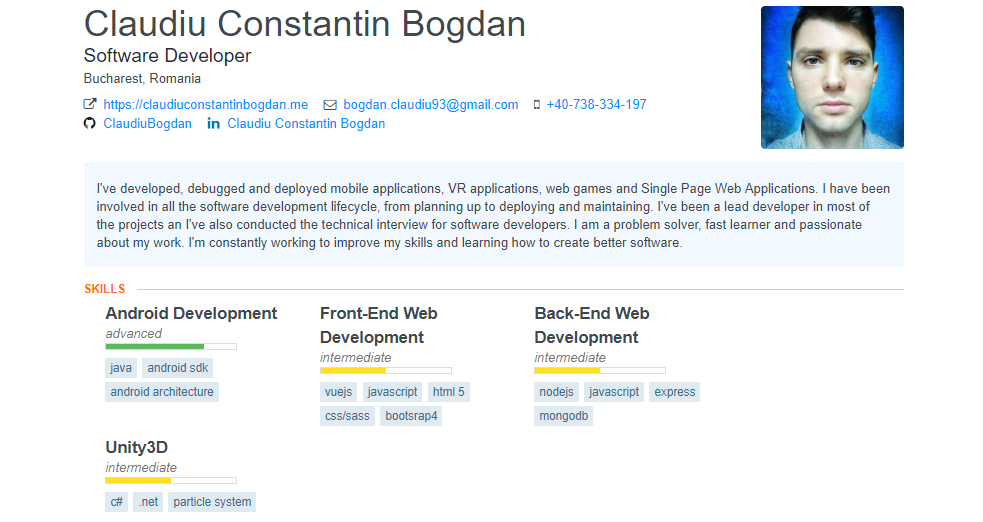 Claudiu Constantin Bogdan
Software Developer
Bucharest, Romania
https://claudiuconstantinbogdan.me bogdan.claudiu93@gmail.com +40-738-334-197
ClaudiuBogdan Claudiu Constantin Bogdan
I've developed, debugged and deployed mobile applications, VR applications, web games and Single Page Web Applications. I have been
involved in all the software development lifecycle, from planning up to deploying and maintaining. I've been a lead developer in most of
the projects an I've also conducted the technical interview for software developers. I am a problem solver, fast learner and passionate
about my work. I'm constantly working to improve my skills and learning how to create better software.
SKILLS
Android Development
advanced
java android sdk
android architecture
Front-End Web
Development
intermediate
vuejs javascript html 5
css/sass bootsrap4
Back-End Web
Development
intermediate
nodejs javascript express
mongodb
Unity3D
intermediate
c# .net particle system